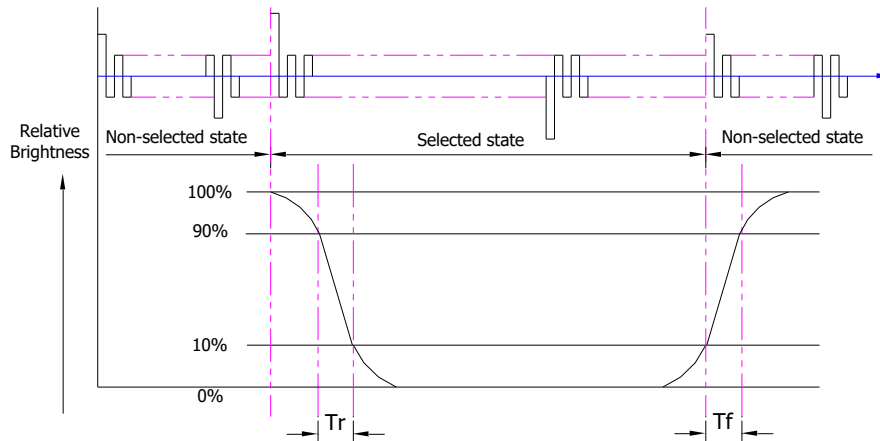 Relative
Brightness
Non-selected state
Selected state
Non-selected state
100%
90%
10%
0%
Tr
Tf